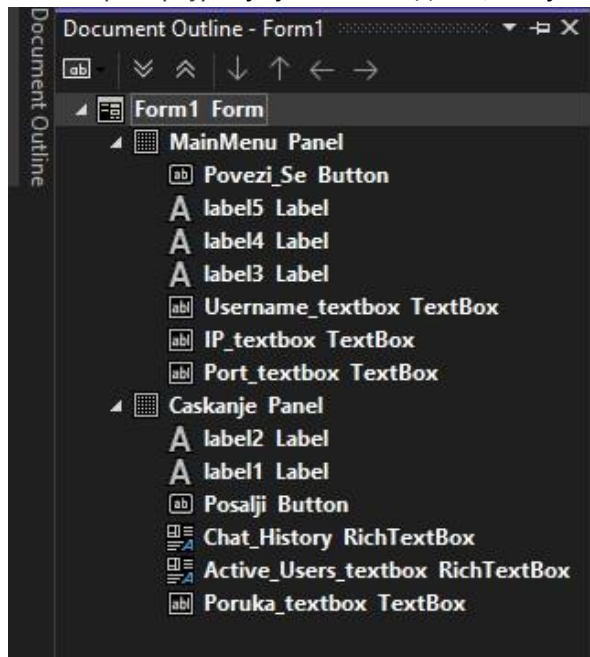 Document Outline
Document Outline - Form1
Form1 Form
MainMenu Panel
Povezi_Se Button
label5 Label
label4 Label
label3 Label
Username_textbox TextBox
IP_textbox TextBox
Port_textbox TextBox
Caskanje Panel
label2 Label
label1 Label
Posalji Button
Chat_History RichTextBox
Active_Users_textbox RichTextBox
Poruka_textbox TextBox